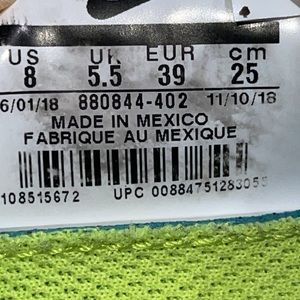 US UK EUR cm
8 5.5 39 25
6/01/18 880844-402 11/10/18
MADE IN MEXICO
FABRIQUE AU MEXIQUE
108515672 UPC 00884751283055